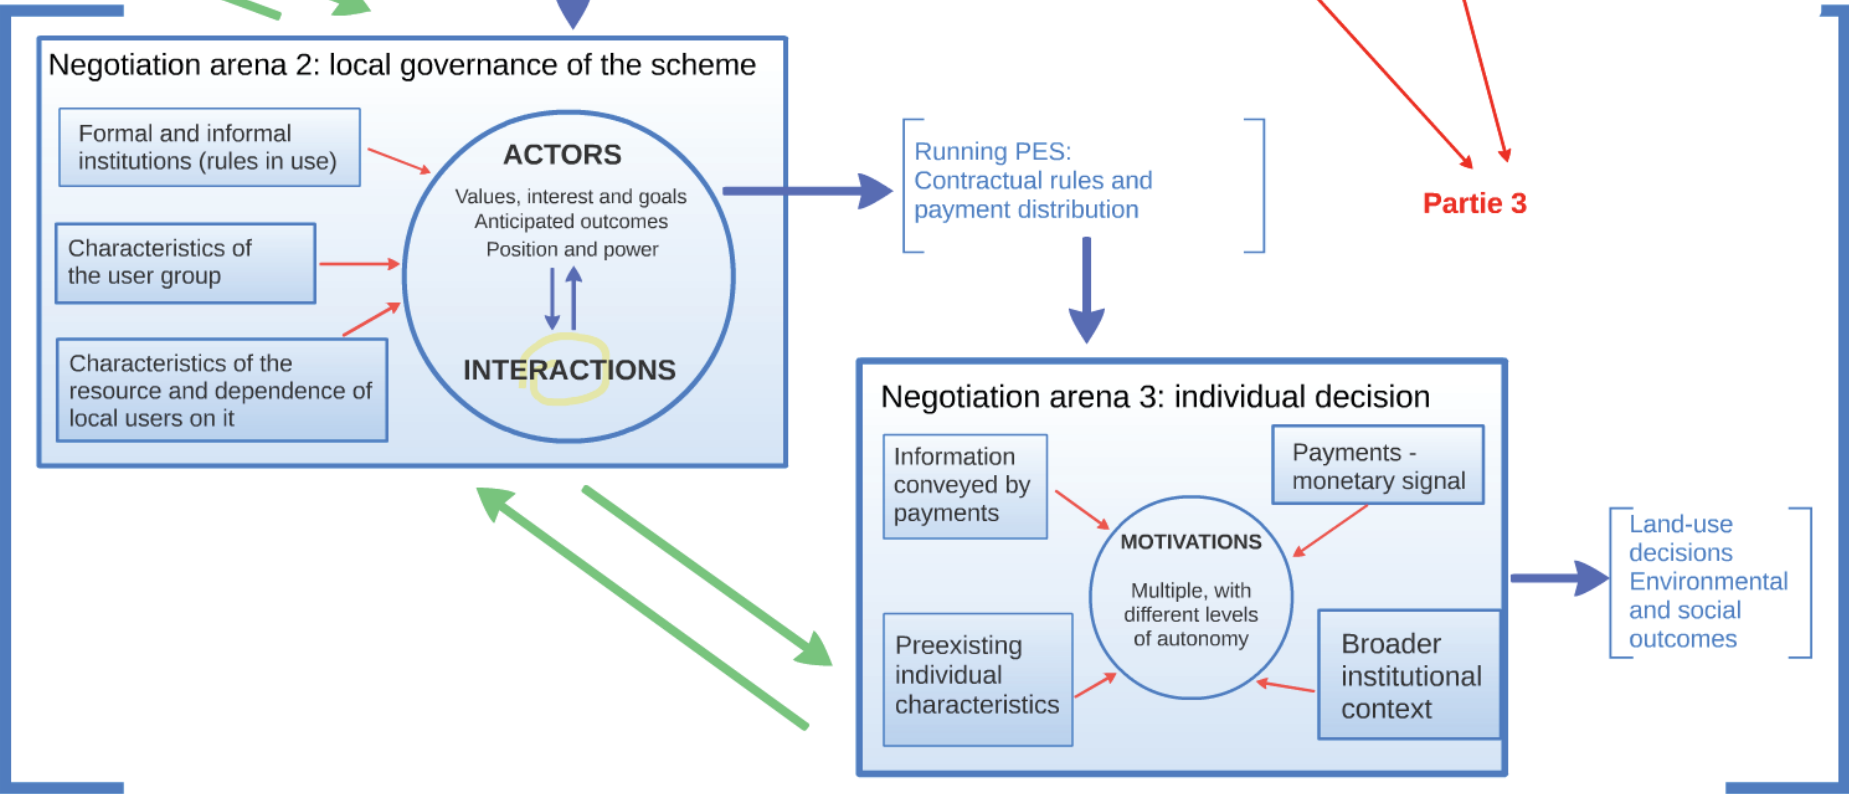 Negotiation arena 2: local governance of the scheme
Formal and informal
institutions (rules in use)
Characteristics of
the user group
Characteristics of the
resource and dependence of
local users on it
ACTORS
Values, interest and goals
Anticipated outcomes
Position and power
INTERACTIONS
Running PES:
Contractual rules and
payment distribution
Partie 3
Negotiation arena 3: individual decision
Information
conveyed by
payments
Payments -
monetary signal
MOTIVATIONS
Multiple, with
different levels
of autonomy
Preexisting
individual
characteristics
Broader
institutional
context
Land-use
decisions
Environmental
and social
outcomes